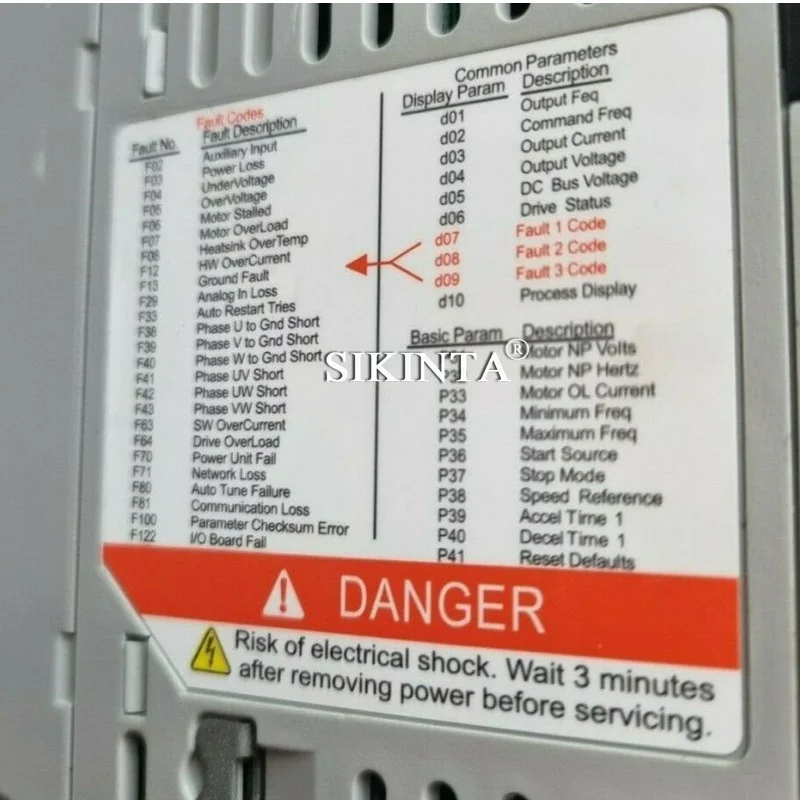 Fault Codes
Fault No. Fault Description
F02 Auxiliary Input
F03 Power Loss
F04 UnderVoltage
F05 OverVoltage
F06 Motor Stalled
F07 Motor OverLoad
F08 Heatsink OverTemp
F12 HW OverCurrent
F13 Ground Fault
F29 Analog In Loss
F33 Auto Restart Tries
F38 Phase U to Gnd Short
F39 Phase V to Gnd Short
F40 Phase W to Gnd Short
F41 Phase UV Short
F42 Phase UW Short
F43 Phase VW Short
F63 SW OverCurrent
F64 Drive OverLoad
F70 Power Unit Fail
F71 Network Loss
F80 Auto Tune Failure
F81 Communication Loss
F100 Parameter Checksum Error
F122 I/O Board Fail
Common Parameters
Display Param Description
d01 Output Feq
d02 Command Freq
d03 Output Current
d04 Output Voltage
d05 DC Bus Voltage
d06 Drive Status
d07 Fault 1 Code
d08 Fault 2 Code
d09 Fault 3 Code
d10 Process Display
Basic Param Description
Motor NP Volts
Motor NP Hertz
P33 Motor OL Current
P34 Minimum Freq
P35 Maximum Freq
P36 Start Source
P37 Stop Mode
P38 Speed Reference
P39 Accel Time 1
P40 Decel Time 1
P41 Reset Defaults
SIKINTA®
DANGER
Risk of electrical shock. Wait 3 minutes
after removing power before servicing.